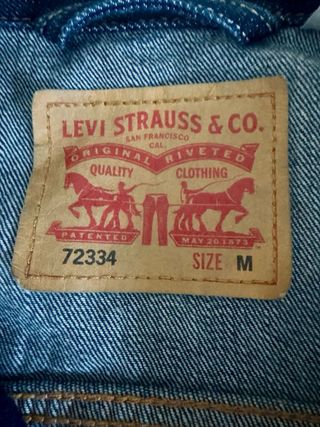 LEVI STRAUSS & CO.
SAN FRANCISCO
CAL.
ORIGINAL RIVETED
QUALITY CLOTHING
PATENTED MAY 20 1873
72334 SIZE M